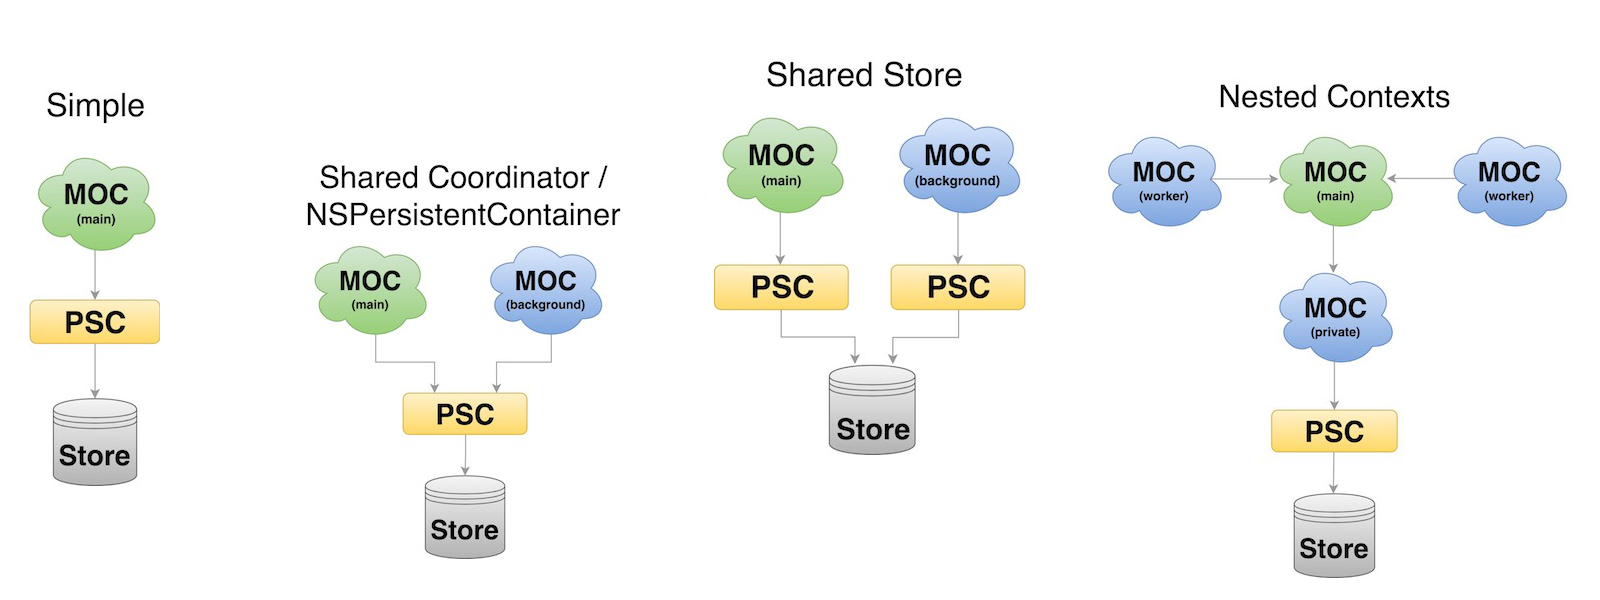 Simple
MOC
(main)
PSC
Store
Shared Coordinator /
NSPersistentContainer
MOC
(main)
MOC
(background)
PSC
Store
Shared Store
MOC
(main)
MOC
(background)
PSC
PSC
Store
Nested Contexts
MOC
(worker)
MOC
(main)
MOC
(worker)
MOC
(private)
PSC
Store